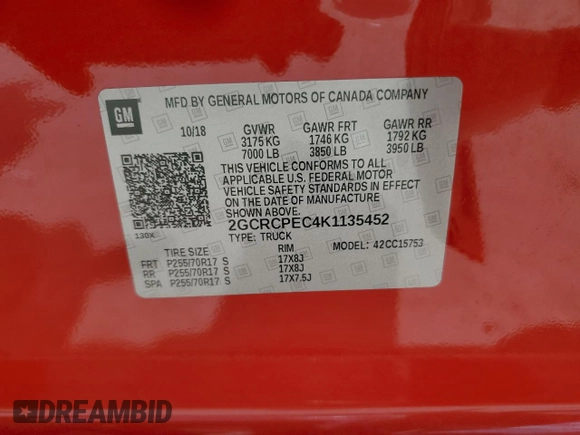 GM
MFD BY GENERAL MOTORS OF CANADA COMPANY
10/18 GVWR GAWR FRT GAWR RR
3175 KG 1746 KG 1792 KG
7000 LB 3850 LB 3950 LB
THIS VEHICLE CONFORMS TO ALL
APPLICABLE U.S. FEDERAL MOTOR
VEHICLE SAFETY STANDARDS IN EFFECT
ON THE DATE OF MANUFACTURE
SHOWN ABOVE.
2GCRCPEC4K1135452
130X
TYPE: TRUCK MODEL: 42CC15753
TIRE SIZE RIM
FRT P255/70R17 S 17X8J
RR P255/70R17 S 17X8J
SPA P255/70R17 S 17X7.5J
DREAMBID